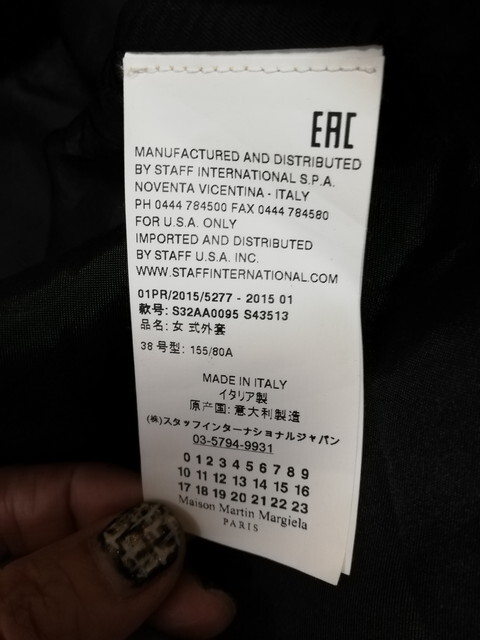 EAC
MANUFACTURED AND DISTRIBUTED
BY STAFF INTERNATIONAL S.P.A.
NOVENTA VICENTINA - ITALY
PH 0444 784500 FAX 0444 784580
FOR U.S.A. ONLY
IMPORTED AND DISTRIBUTED
BY STAFF U.S.A. INC.
WWW.STAFFINTERNATIONAL.COM
01PR/2015/5277 - 2015 01
款号: S32AA0095 S43513
品名: 女式外套
38 号型: 155/80A
MADE IN ITALY
イタリア製
原产国: 意大利製造
(株)スタッフインターナショナルジャパン
03-5794-9931
0 1 2 3 4 5 6 7 8 9
10 11 12 13 14 15 16
17 18 19 20 21 22 23
Maison Martin Margiela
PARIS